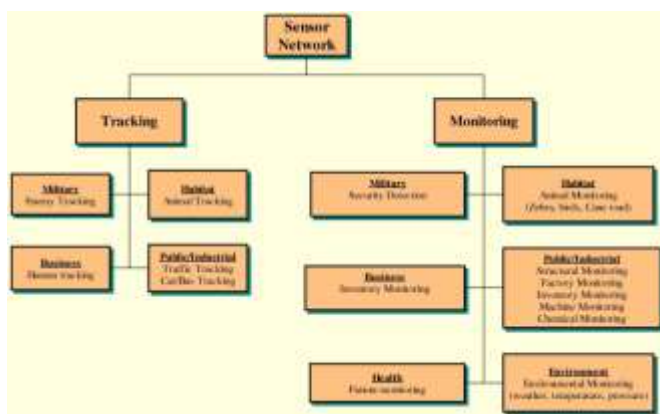 Sensor
Network
Tracking
Monitoring
Military
Enemy Tracking
Habitat
Animal Tracking
Business
Human tracking
Public/Industrial
Traffic Tracking
Car/Bus Tracking
Military
Security Detection
Habitat
Animal Monitoring
(Zebra, birds, Cane toad)
Business
Inventory Monitoring
Public/Industrial
Structural Monitoring
Factory Monitoring
Inventory Monitoring
Machine Monitoring
Chemical Monitoring
Health
Patient monitoring
Environment
Environmental Monitoring
(weather, temperature, pressure)